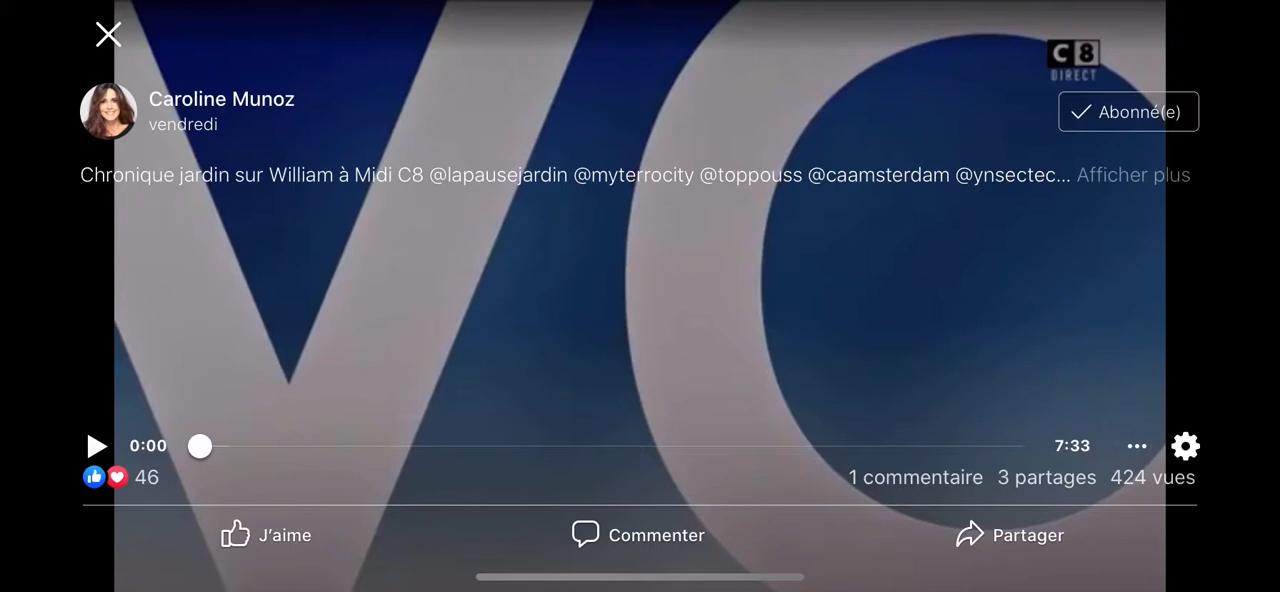 VO
C8
DIRECT
Caroline Munoz
vendredi
Abonné(e)
Chronique jardin sur William à Midi C8 @lapausejardin @myterrocity @toppouss @caamsterdam @ynsectec... Afficher plus
0:00
7:33
46
1 commentaire 3 partages 424 vues
J'aime
Commenter
Partager